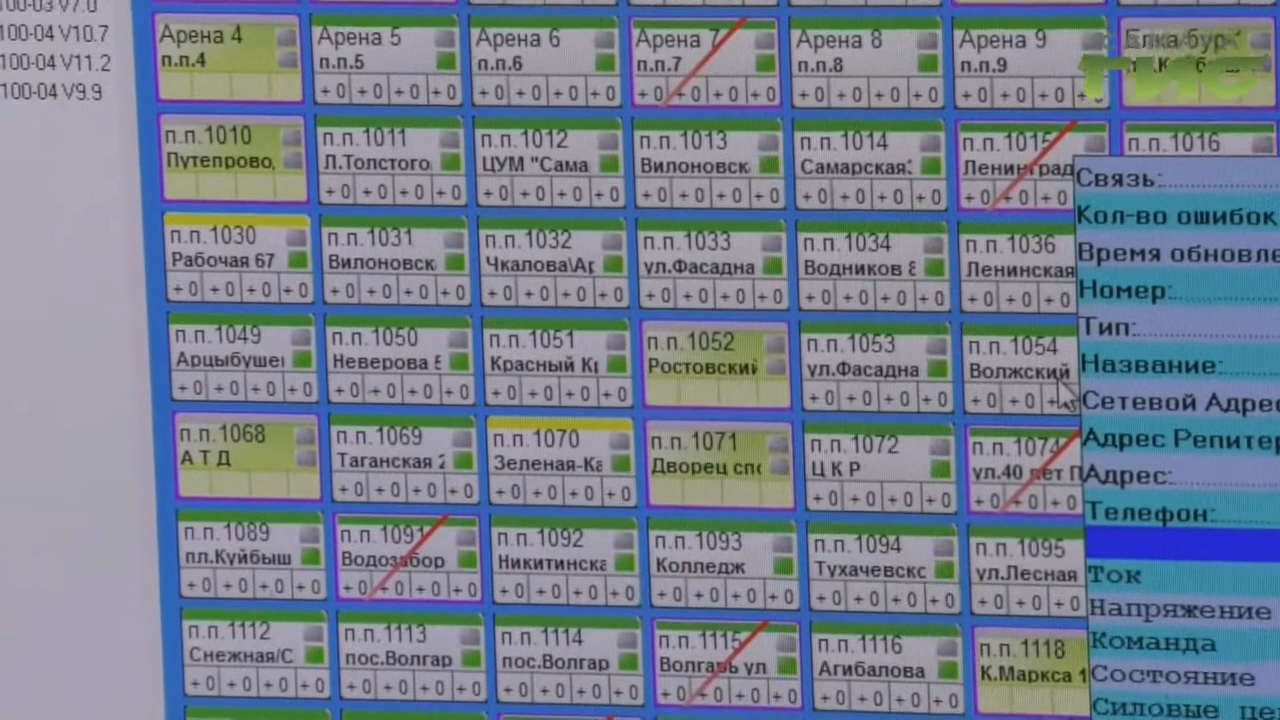 100-03 V7.0
100-04 V10.7
100-04 V11.2
100-04 V9.9
Арена 4
п.п.4
Арена 5
п.п.5
+0 +0 +0 +0
Арена 6
п.п.6
+0 +0 +0 +0
Арена 7
п.п.7
+0 +0 +0 +0
Арена 8
п.п.8
+0 +0 +0 +0
Арена 9
п.п.9
+0 +0 +0 +0
ГИС
п.п.1010
Путепрово,
п.п.1011
Л.Толстого
+0 +0 +0 +0
п.п.1012
ЦУМ "Сама
+0 +0 +0 +0
п.п.1013
Вилоновск
+0 +0 +0 +0
п.п.1014
Самарская
+0 +0 +0 +0
п.п.1015
Ленинград
+0 +0 +0
п.п.1016
п.п.1030
Рабочая 67
+0 +0 +0 +0
п.п.1031
Вилоновск
+0 +0 +0 +0
п.п.1032
Чкалова\Ар
+0 +0 +0 +0
п.п.1033
ул.Фасадна
+0 +0 +0 +0
п.п.1034
Водников 8
+0 +0 +0 +0
п.п.1036
Ленинская
+0 +0 +0
п.п.1049
Арцыбушев
+0 +0 +0 +0
п.п.1050
Неверова
+0 +0 +0 +0
п.п.1051
Красный Кр
+0 +0 +0 +0
п.п.1052
Ростовский
п.п.1053
ул.Фасадна
+0 +0 +0 +0
п.п.1054
Волжский
+0 +0 +
п.п.1068
А Т Д
п.п.1069
Таганская 2
+0 +0 +0 +0
п.п.1070
Зеленая-Ка
+0 +0 +0 +0
п.п.1071
Дворец спо
п.п.1072
Ц К Р
+0 +0 +0 +0
п.п.1074
ул.40 лет П
+0 +0 +0
п.п.1089
пл.Куйбыш
+0 +0 +0 +0
п.п.1091
Водозабор
+0 +0 +0 +0
п.п.1092
Никитинска
+0 +0 +0 +0
п.п.1093
Колледж
+0 +0 +0 +0
п.п.1094
Тухачевскс
+0 +0 +0 +0
п.п.1095
ул.Лесная
+0 +0 +0
п.п.1112
Снежная/С
+0 +0 +0 +0
п.п.1113
пос.Волгар
+0 +0 +0 +0
п.п.1114
пос.Волгар
+0 +0 +0 +0
п.п.1115
Волгарь ул
+0 +0 +0 +0
п.п.1116
Агибалова
+0 +0 +0 +0
п.п.1118
К.Маркса 1
Связь:
Кол-во ошибок
Время обновле
Номер:
Тип:
Название:
Сетевой Адрес
Адрес Репитер
Адрес:
Телефон:
Ток
Напряжение
Команда
Состояние
Силовые це